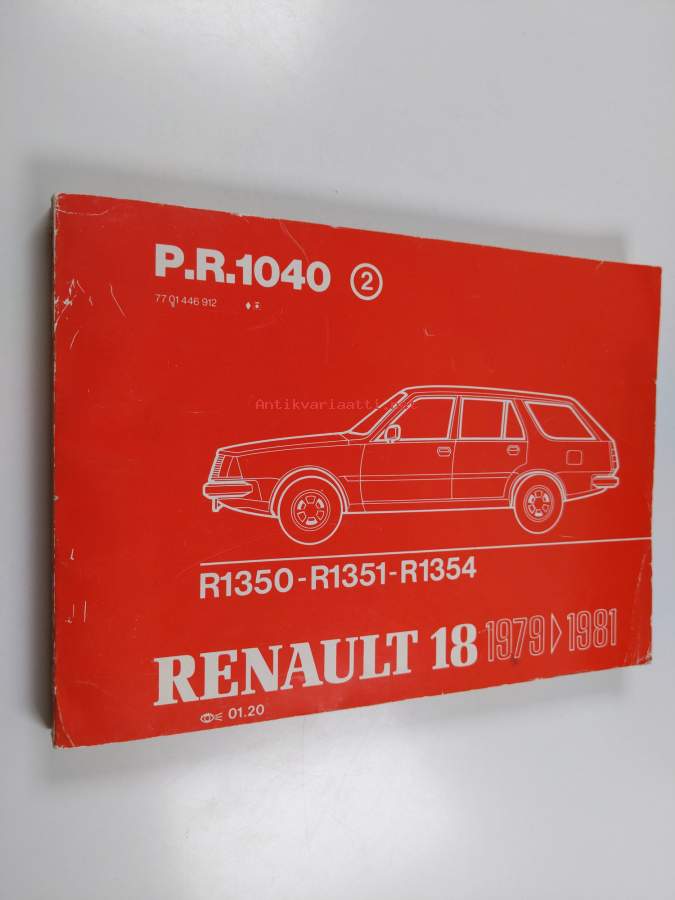 P.R.1040 2
77 01 446 912
Antikvariaatti
R1350-R1351-R1354
RENAULT 18 1979 1981
01.20